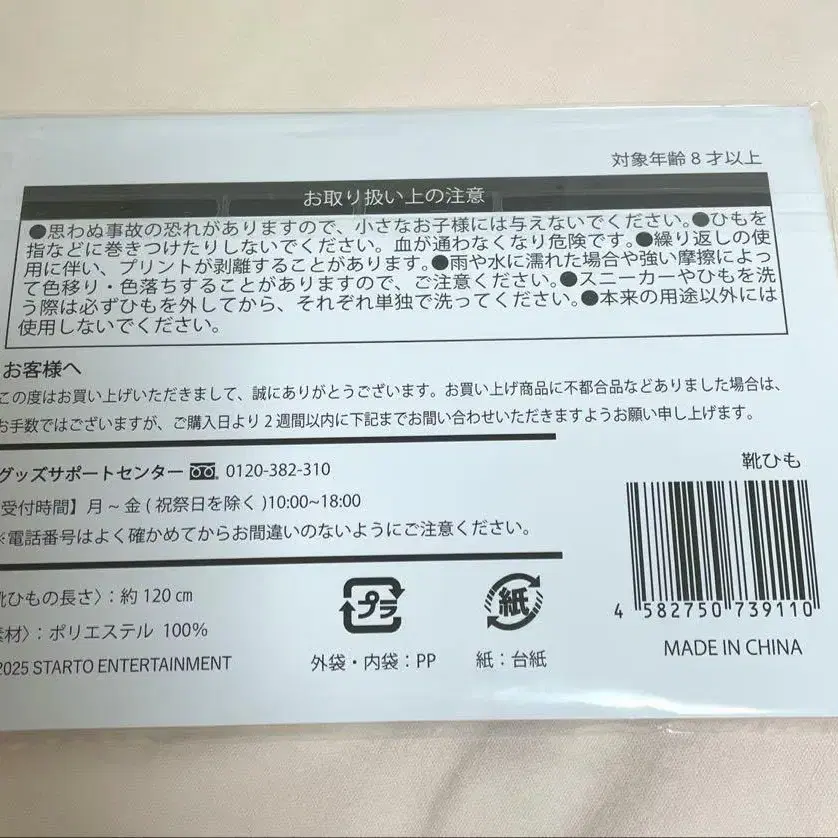 対象年齢8才以上
お取り扱い上の注意
●思わぬ事故の恐れがありますので、小さなお子様には与えないでください。●ひもを
指などに巻きつけたりしないでください。血が通わなくなり危険です。●繰り返しの使
用に伴い、プリントが剥離することがあります。●雨や水に濡れた場合や強い摩擦によっ
て色移り・色落ちすることがありますので、ご注意ください。●スニーカーやひもを洗
う際は必ずひもを外してから、それぞれ単独で洗ってください。●本来の用途以外には
使用しないでください。
お客様へ
この度はお買い上げいただきまして、誠にありがとうございます。お買い上げ商品に不都合品などありました場合は、
お手数ではございますが、ご購入日より2週間以内に下記までお問い合わせいただきますようお願い申し上げます。
グッズサポートセンター 0120-382-310
受付時間】月~金(祝祭日を除く)10:00~18:00
※電話番号はよく確かめてからお間違いのないようにご注意ください。
靴ひもの長さ〉：約120㎝
素材〉：ポリエステル 100%
2025 STARTO ENTERTAINMENT
プラ
外袋・内袋：PP
紙
紙：台紙
靴ひも
4 582750 739110
MADE IN CHINA